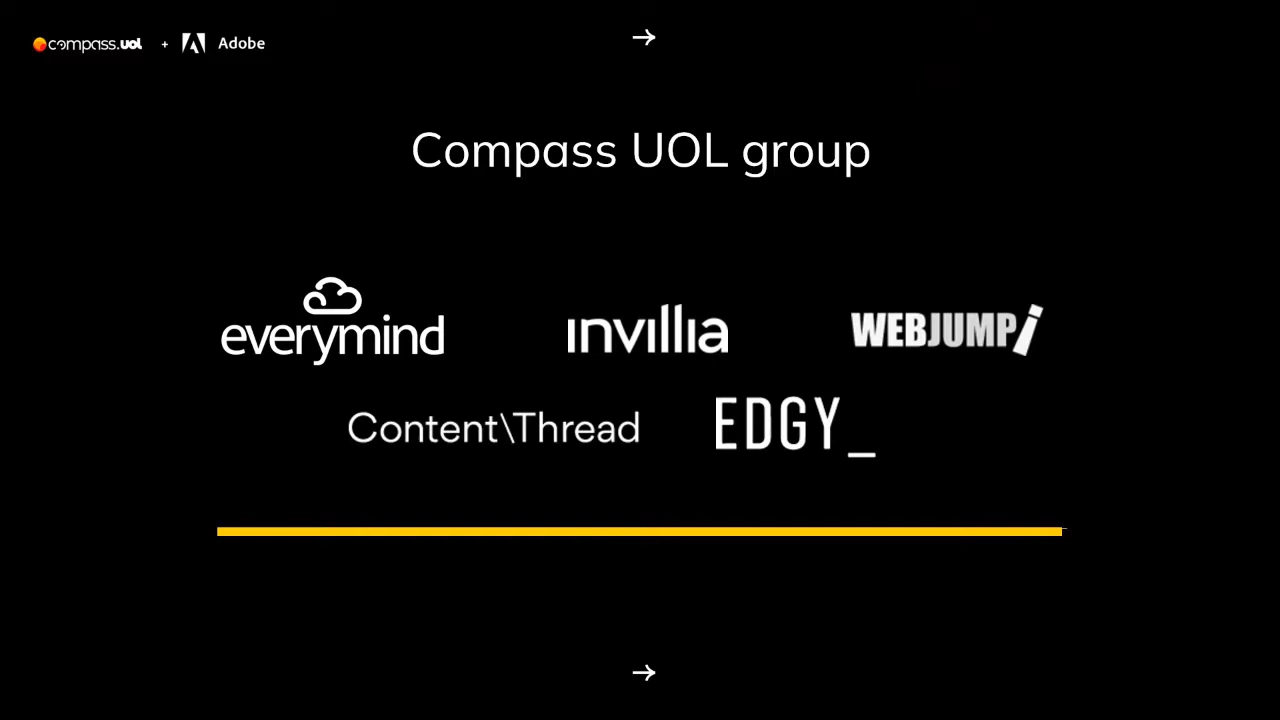 compass.uol + Adobe
Compass UOL group
everymind
invillia
WEBJUMP
Content\Thread
EDGY_